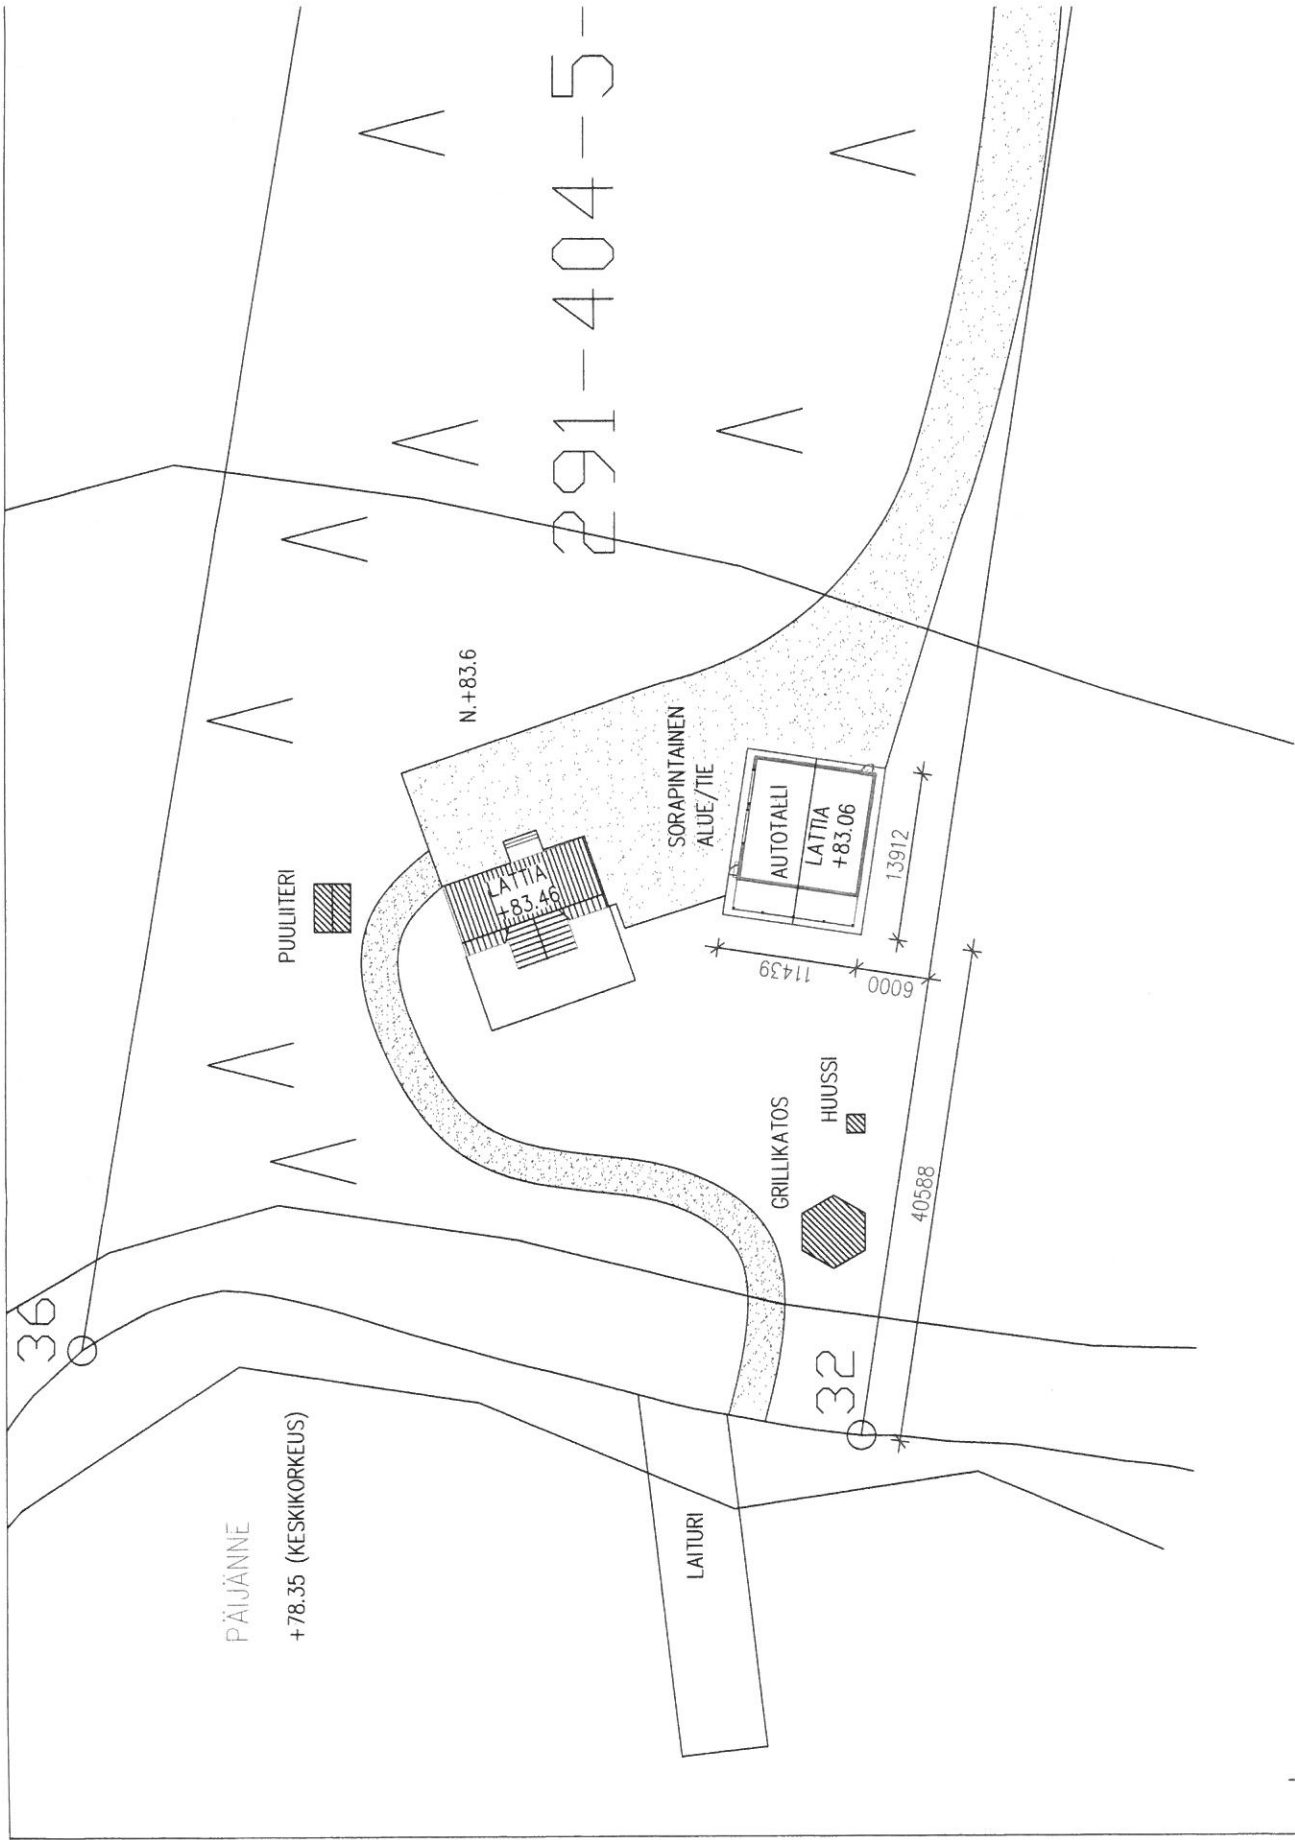 36
PÄIJÄNNE
+78.35 (KESKIKORKEUS)
PUULIITERI
N.+83.6
LATTIA
+83.46
291-404-5-
SORAPINTAINEN
ALUE/TIE
AUTOTALLI
LATTIA
+83.06
13912
11439
6000
40588
HUUSSI
GRILLIKATOS
32
LAITURI